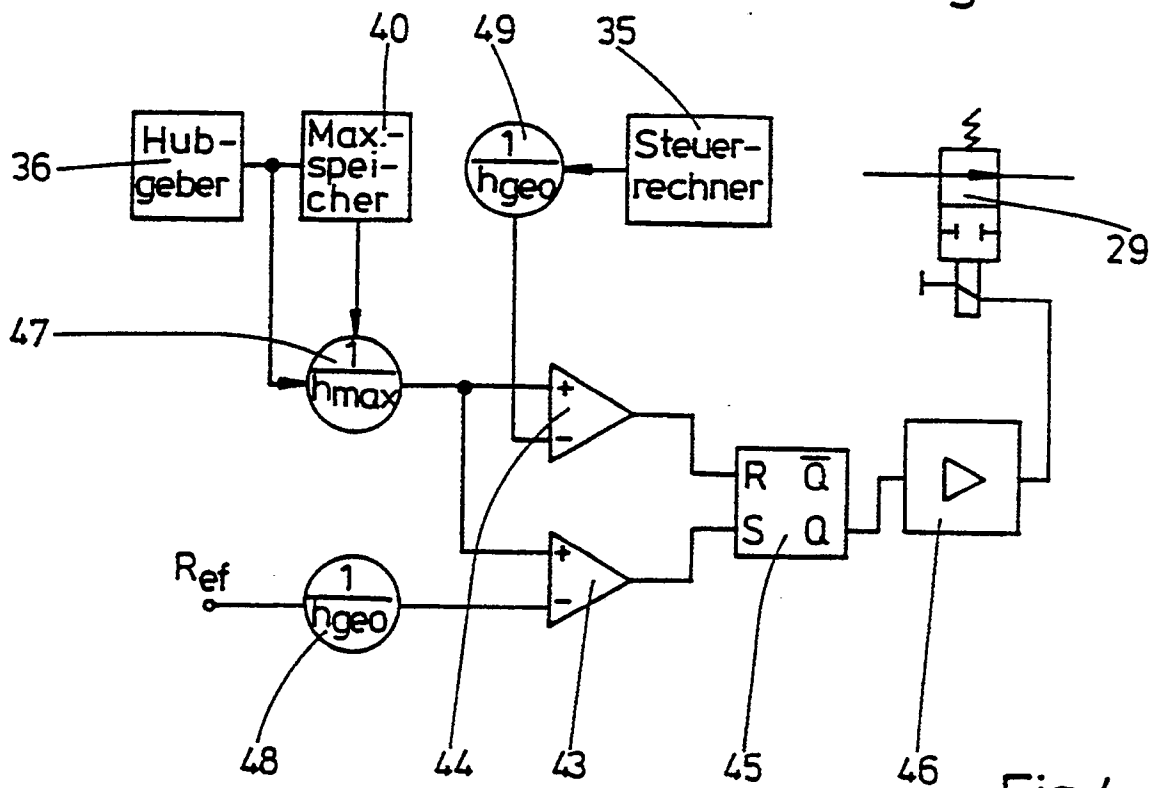 40
49
35
Hub-
geber
Max.-
spei-
cher
1
hgeo
Steuer-
rechner
36
29
47
1
hmax
+
-
R Q̅
S Q
+
-
Ref
1
hgeo
48
44
43
45
46